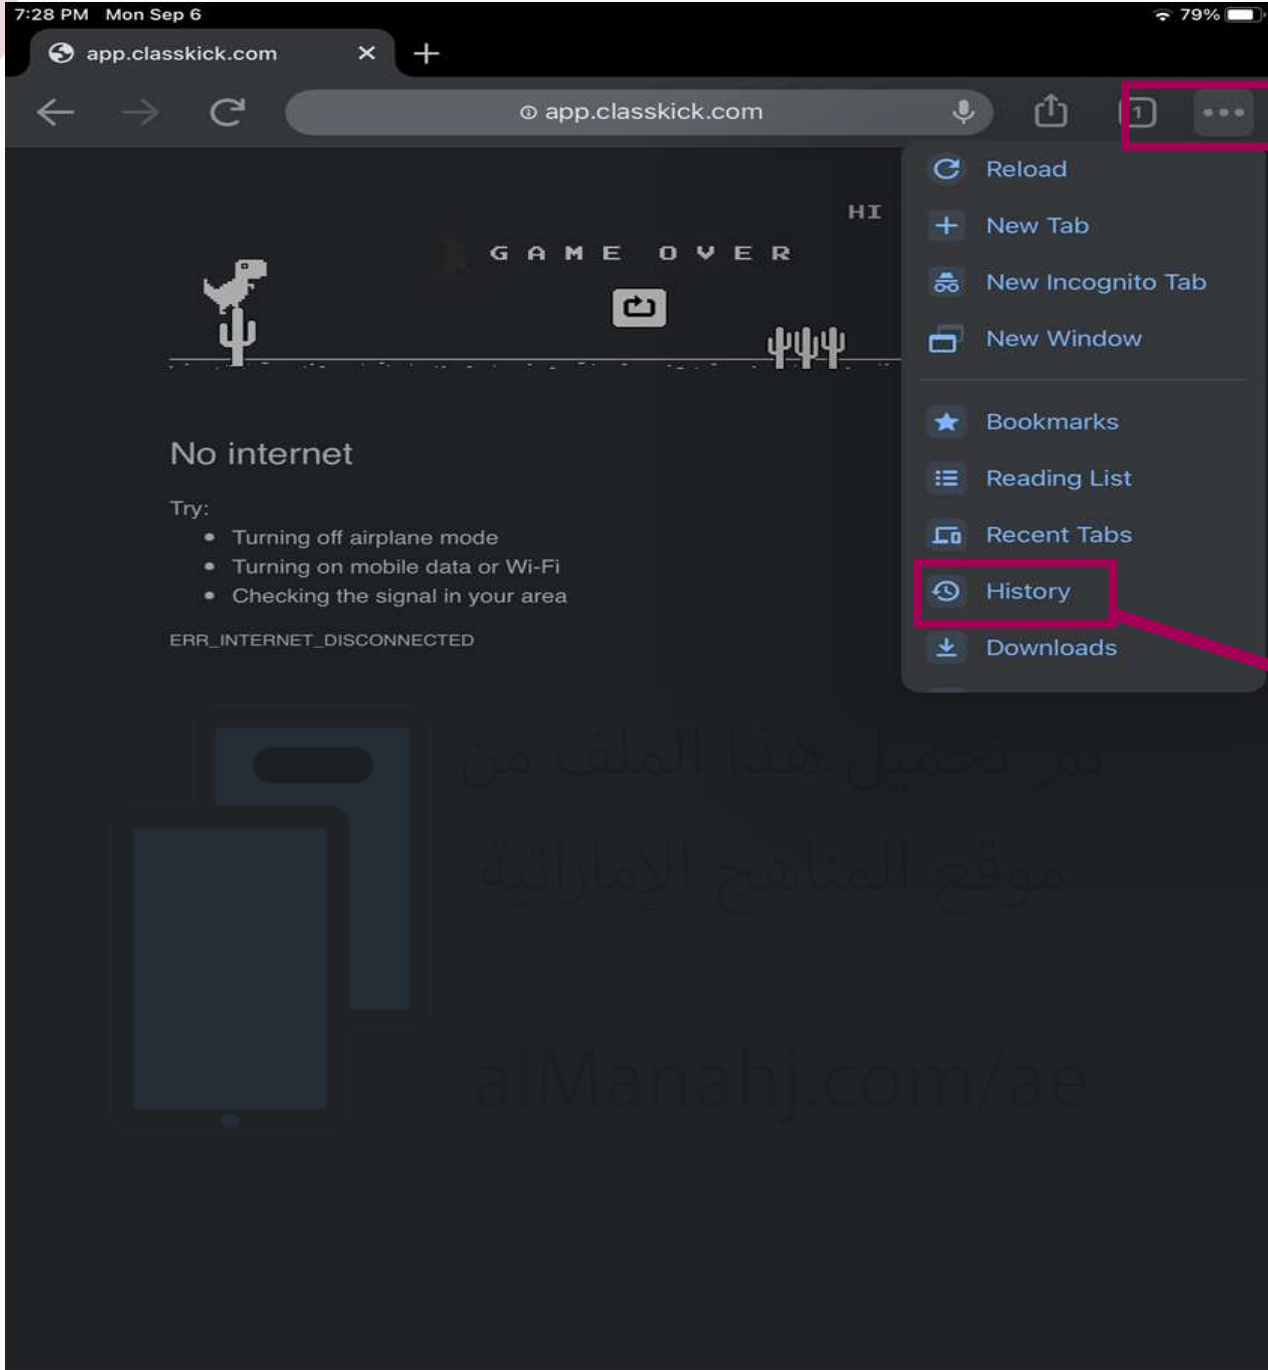 7:28 PM Mon Sep 6
79%
app.classkick.com
app.classkick.com
1
Reload
New Tab
New Incognito Tab
New Window
Bookmarks
Reading List
Recent Tabs
History
Downloads
HI
GAME OVER
No internet
Try:
• Turning off airplane mode
• Turning on mobile data or Wi-Fi
• Checking the signal in your area
ERR_INTERNET_DISCONNECTED
تم تحميل هذا الملف من
موقع المناهج الإماراتية
alManahj.com/ae